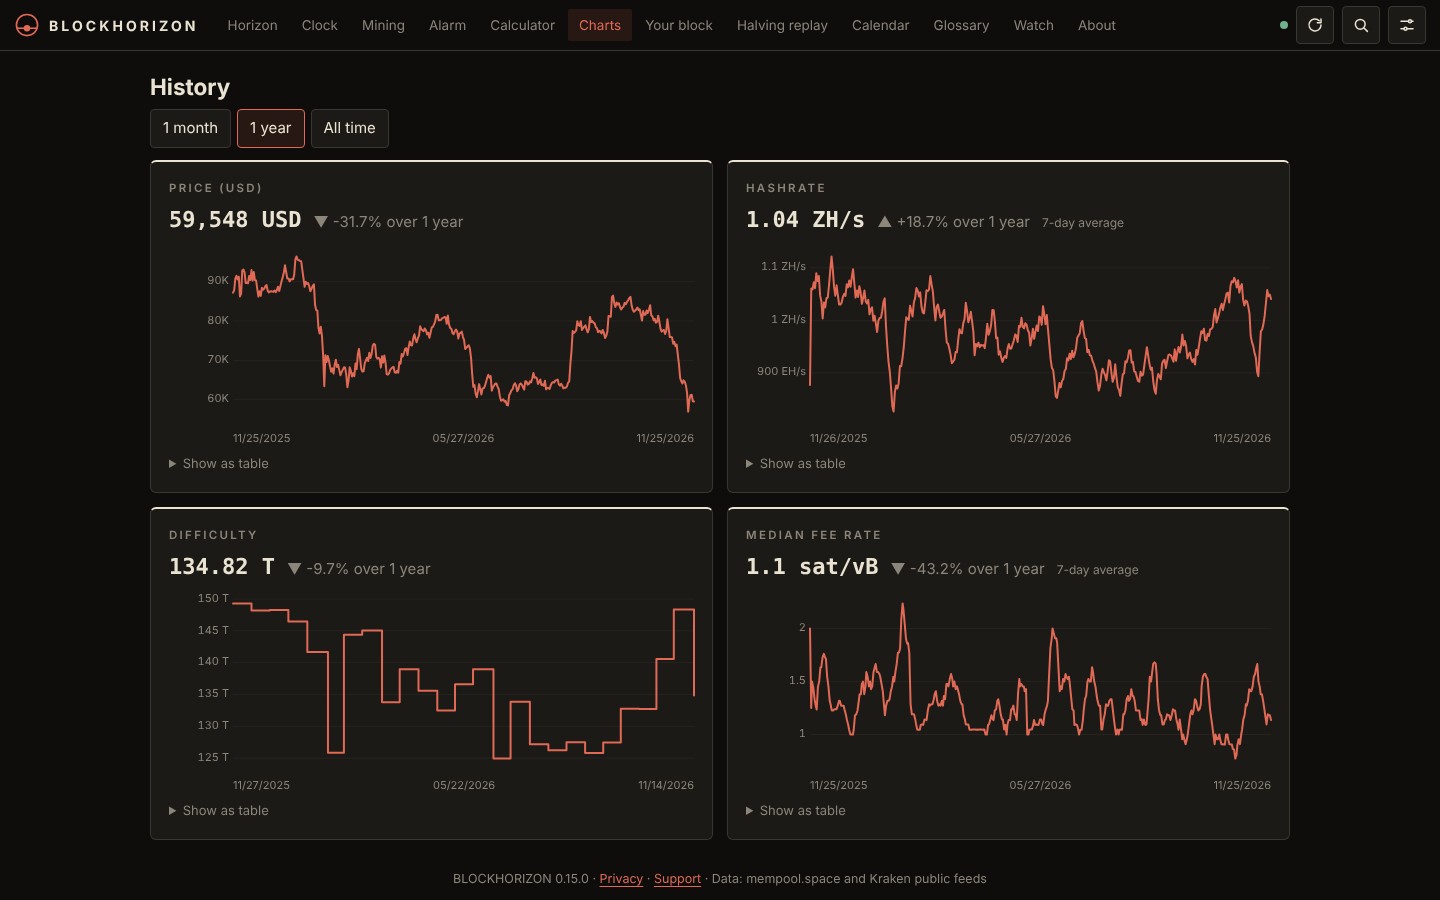 BLOCKHORIZON Horizon Clock Mining Alarm Calculator Charts Your block Halving replay Calendar Glossary Watch About
History
1 month 1 year All time
PRICE (USD)
59,548 USD ▼ -31.7% over 1 year
90K
80K
70K
60K
11/25/2025 05/27/2026 11/25/2026
▶ Show as table
HASHRATE
1.04 ZH/s ▲ +18.7% over 1 year 7-day average
1.1 ZH/s
1 ZH/s
900 EH/s
11/26/2025 05/27/2026 11/25/2026
▶ Show as table
DIFFICULTY
134.82 T ▼ -9.7% over 1 year
150 T
145 T
140 T
135 T
130 T
125 T
11/27/2025 05/22/2026 11/14/2026
▶ Show as table
MEDIAN FEE RATE
1.1 sat/vB ▼ -43.2% over 1 year 7-day average
2
1.5
1
11/25/2025 05/27/2026 11/25/2026
▶ Show as table
BLOCKHORIZON 0.15.0 · Privacy · Support · Data: mempool.space and Kraken public feeds